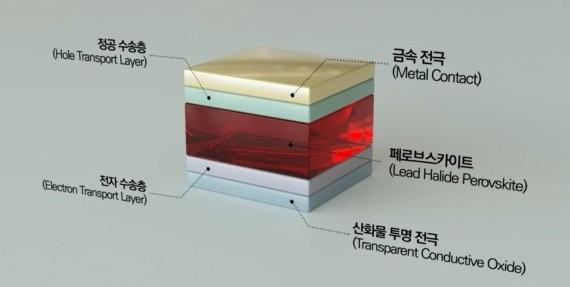 정공 수송층
(Hole Transport Layer)
금속 전극
(Metal Contact)
페로브스카이트
(Lead Halide Perovskite)
전자 수송층
(Electron Transport Layer)
산화물 투명 전극
(Transparent Conductive Oxide)